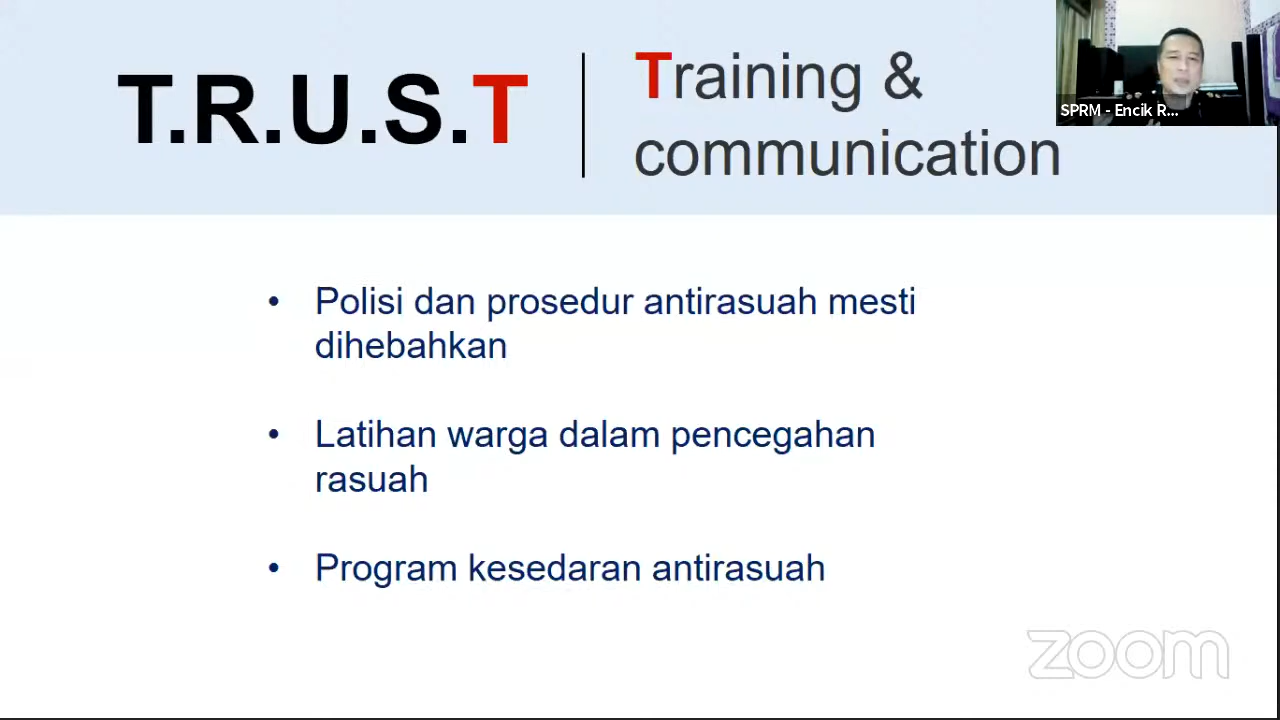 T.R.U.S.T
Training &
communication
SPRM - Encik R...
• Polisi dan prosedur antirasuah mesti
dihebahkan
• Latihan warga dalam pencegahan
rasuah
• Program kesedaran antirasuah
zoom